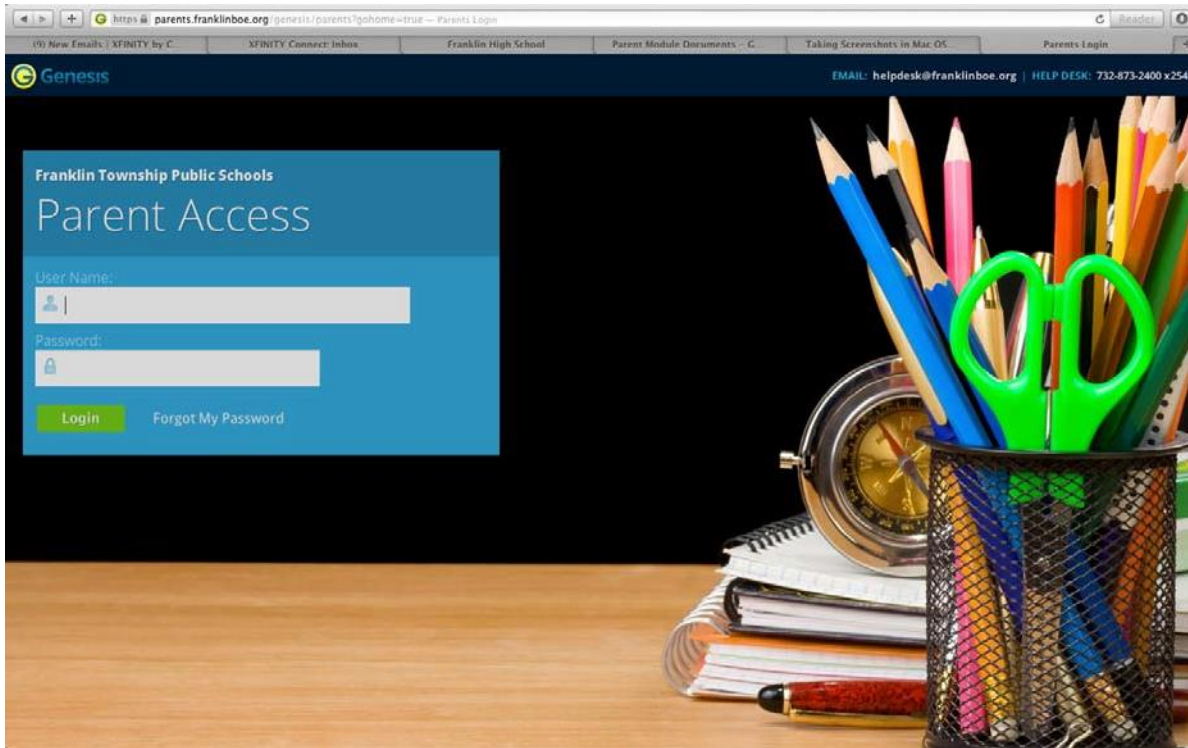 https parents.franklinboe.org/genesis/parents?gohome=true — Parents Login
Reader
(9) New Emails | XFINITY by C...
XFINITY Connect: Inbox
Franklin High School
Parent Module Documents – G...
Taking Screenshots in Mac OS...
Parents Login
Genesis
EMAIL: helpdesk@franklinboe.org | HELP DESK: 732-873-2400 x254
Franklin Township Public Schools
Parent Access
User Name:
Password:
Login
Forgot My Password